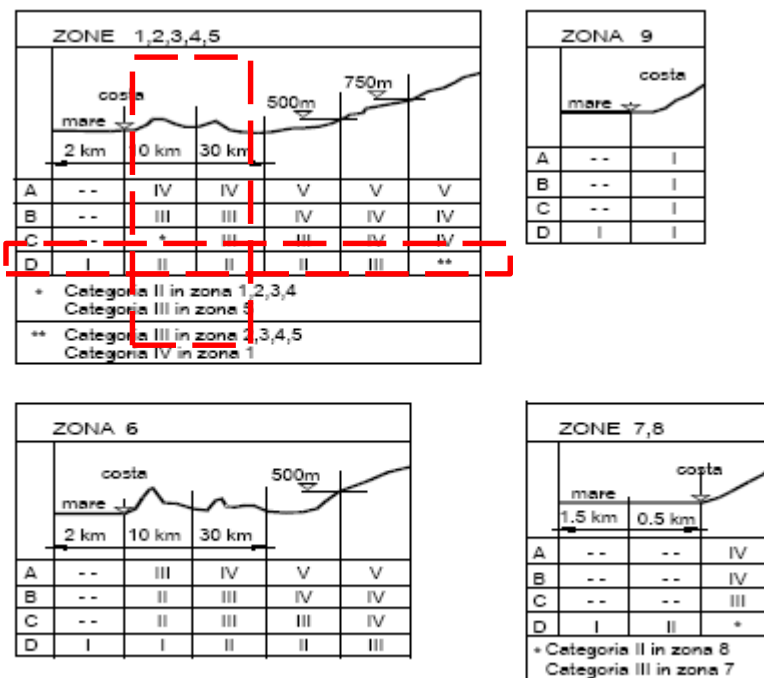 ZONE 1,2,3,4,5
costa
mare
500m
750m
2 km 10 km 30 km
A -- IV IV V V V
B -- III III IV IV IV
C -- * III III IV IV
D I II II II III **
* Categoria II in zona 1,2,3,4
Categoria III in zona 5
** Categoria III in zona 2,3,4,5
Categoria IV in zona 1
ZONA 9
costa
mare
A -- I
B -- I
C -- I
D I I
ZONA 6
costa
500m
mare
2 km 10 km 30 km
A -- III IV V V
B -- II III IV IV
C -- II III III IV
D I I II II III
ZONE 7,8
costa
mare
1.5 km 0.5 km
A -- -- IV
B -- -- IV
C -- -- III
D I II *
* Categoria II in zona 8
Categoria III in zona 7